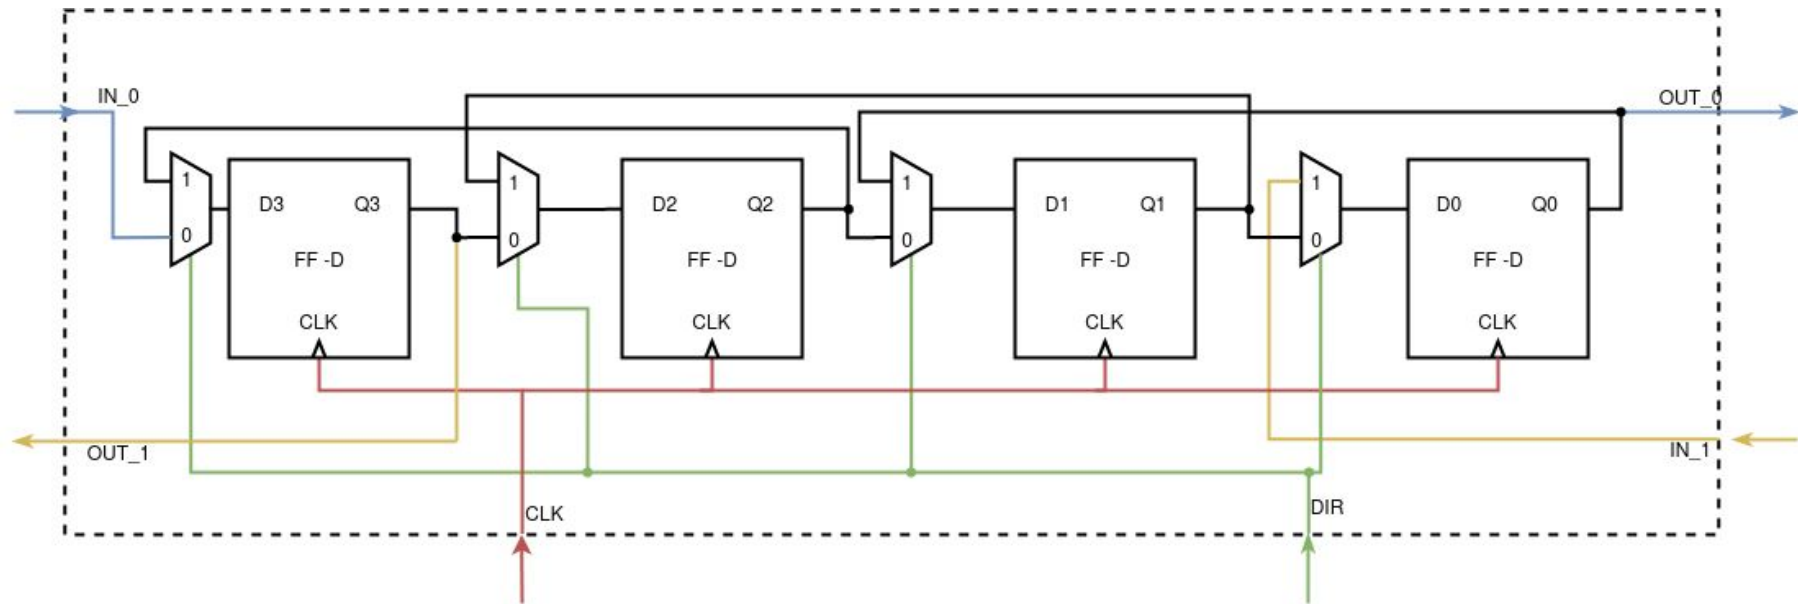 IN_0
OUT_0
1
1
1
1
D3 Q3
D2 Q2
D1 Q1
D0 Q0
0
0
0
0
FF -D
FF -D
FF -D
FF -D
CLK
CLK
CLK
CLK
OUT_1
IN_1
CLK
DIR